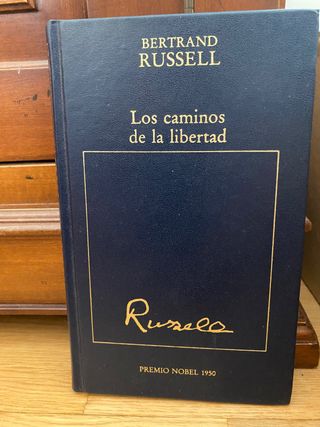 BERTRAND
RUSSELL
Los caminos
de la libertad
Russell
PREMIO NOBEL 1950